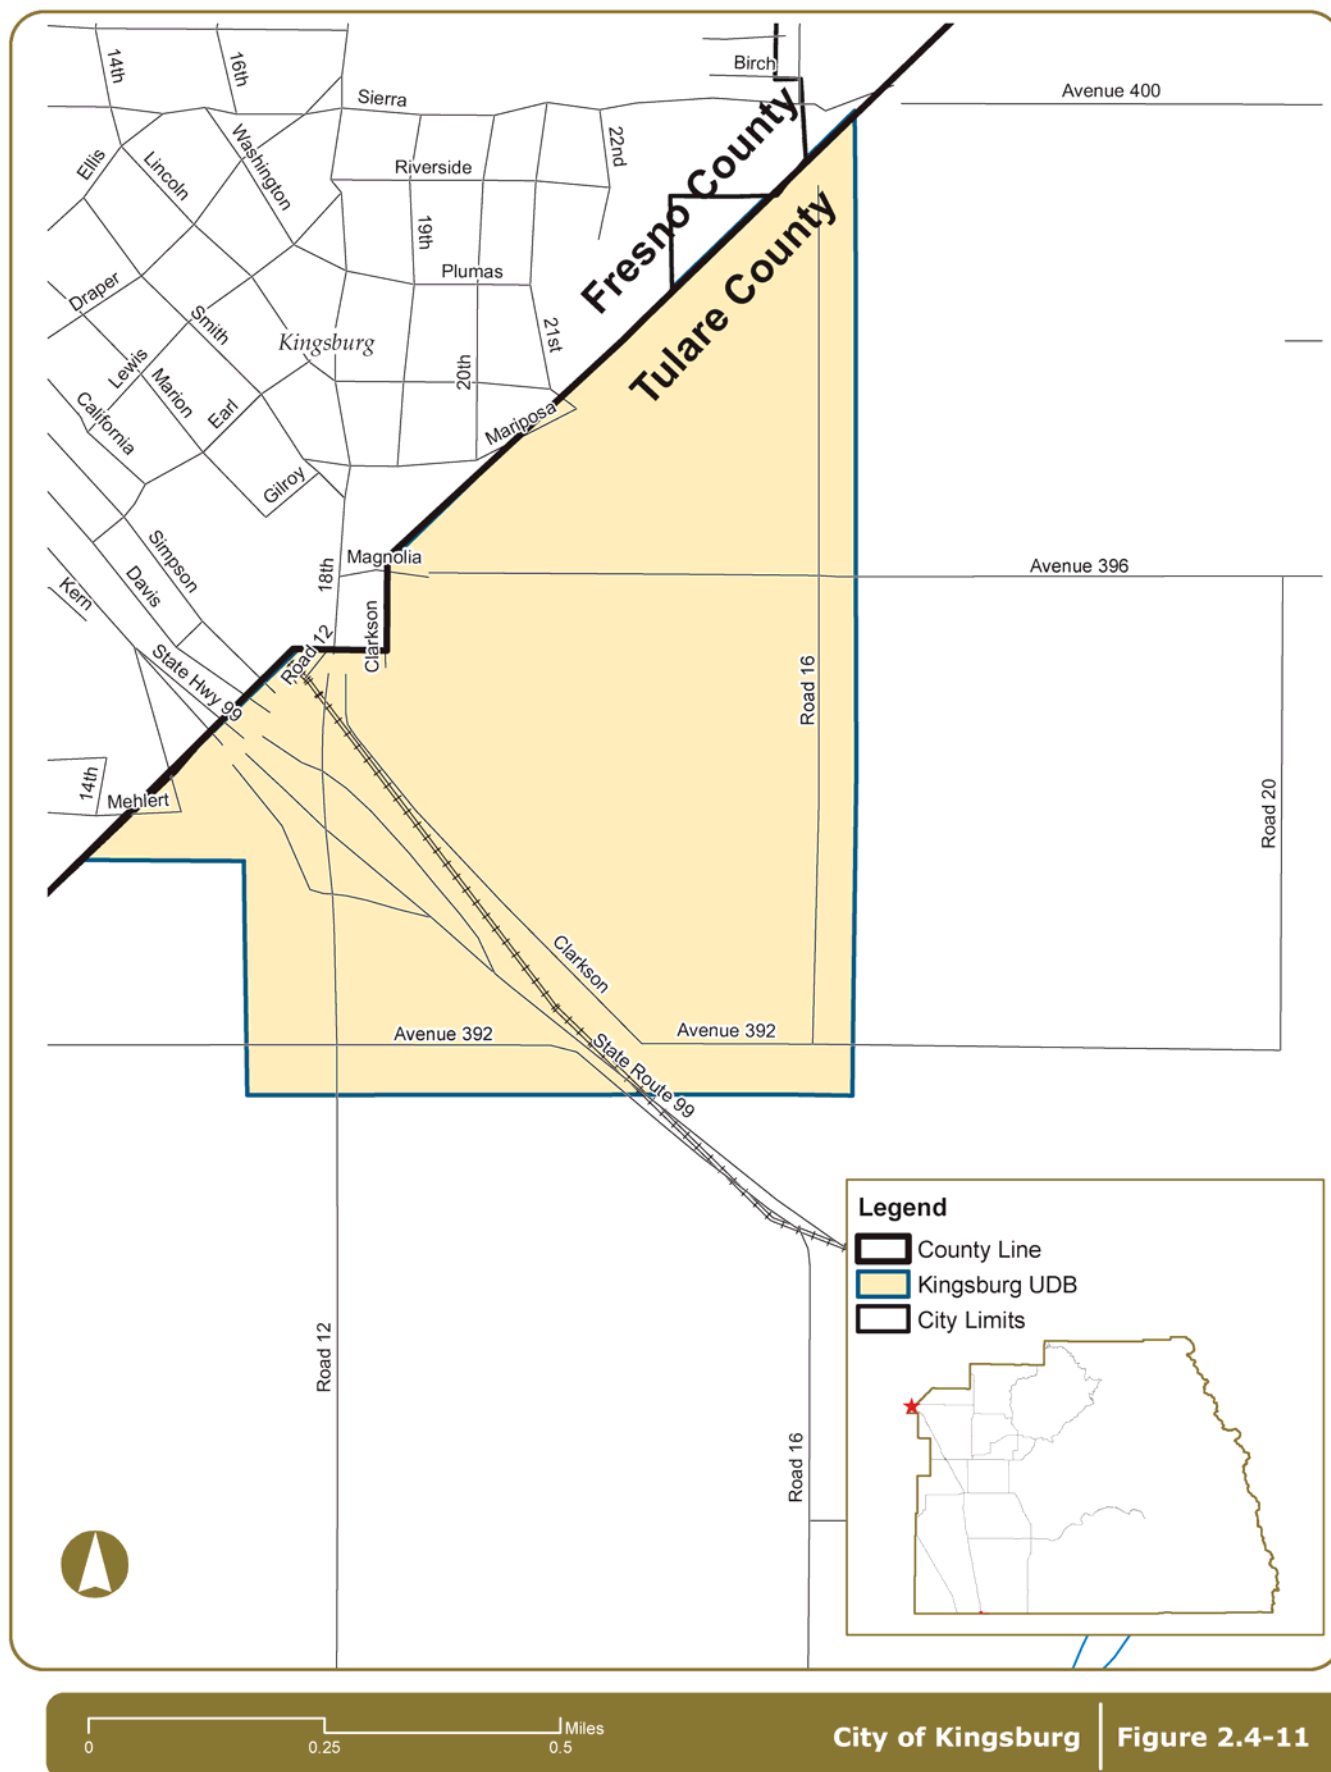 14th
16th
Birch
Sierra
Avenue 400
Fresno County
Tulare County
22nd
Ellis
Lincoln
Washington
Riverside
19th
Plumas
Draper
Smith
Kingsburg
21st
Lewis
Marion
20th
California
Earl
Mariposa
Gilroy
Simpson
Magnolia
18th
Avenue 396
Davis
Kern
Clarkson
Road 12
State Hwy 99
Road 16
14th
Mehlert
Road 20
Clarkson
Avenue 392
Avenue 392
State Route 99
Road 12
Road 16
Legend
County Line
Kingsburg UDB
City Limits
Miles
0
0.25
0.5
City of Kingsburg
Figure 2.4-11